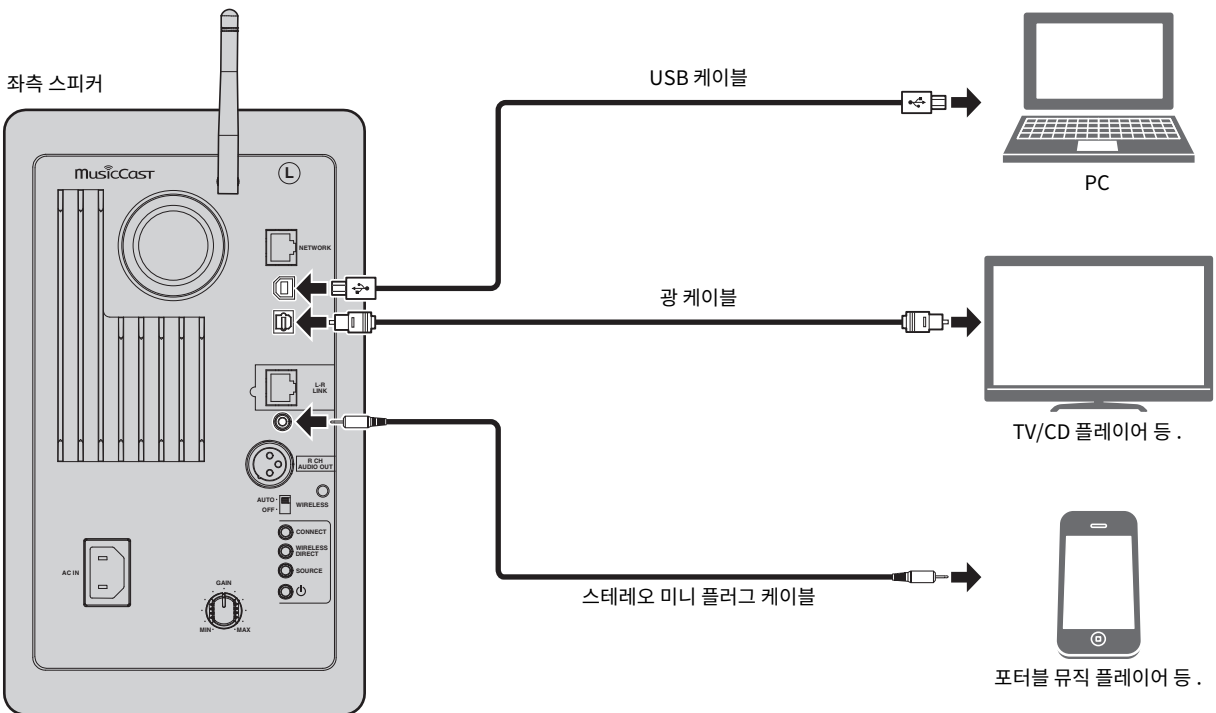 좌측 스피커
USB 케이블
MusicCast
L
PC
NETWORK
광 케이블
L-R
LINK
TV/CD 플레이어 등 .
R CH
AUDIO OUT
AUTO
OFF
WIRELESS
CONNECT
WIRELESS
DIRECT
SOURCE
AC IN
GAIN
MIN
MAX
스테레오 미니 플러그 케이블
포터블 뮤직 플레이어 등 .